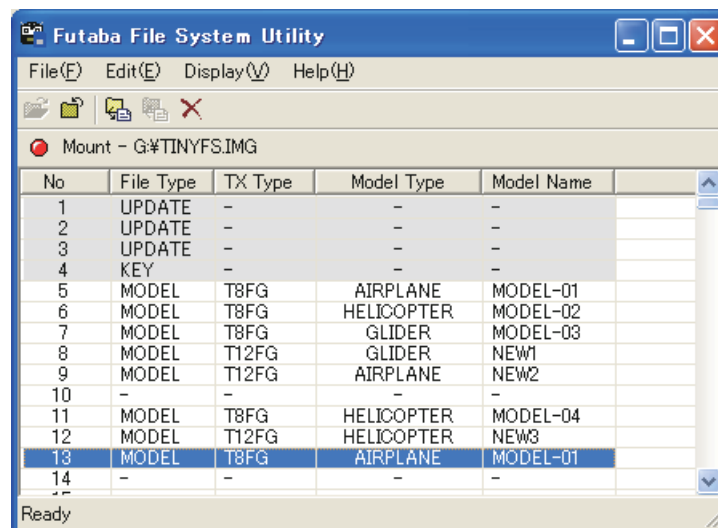 Futaba File System Utility
File(F) Edit(E) Display(V) Help(H)
Mount - G:¥TINYFS.IMG
No File Type TX Type Model Type Model Name
1 UPDATE - - -
2 UPDATE - - -
3 UPDATE - - -
4 KEY - - -
5 MODEL T8FG AIRPLANE MODEL-01
6 MODEL T8FG HELICOPTER MODEL-02
7 MODEL T8FG GLIDER MODEL-03
8 MODEL T12FG GLIDER NEW1
9 MODEL T12FG AIRPLANE NEW2
10 - - - -
11 MODEL T8FG HELICOPTER MODEL-04
12 MODEL T12FG HELICOPTER NEW3
13 MODEL T8FG AIRPLANE MODEL-01
14 - - - -
Ready